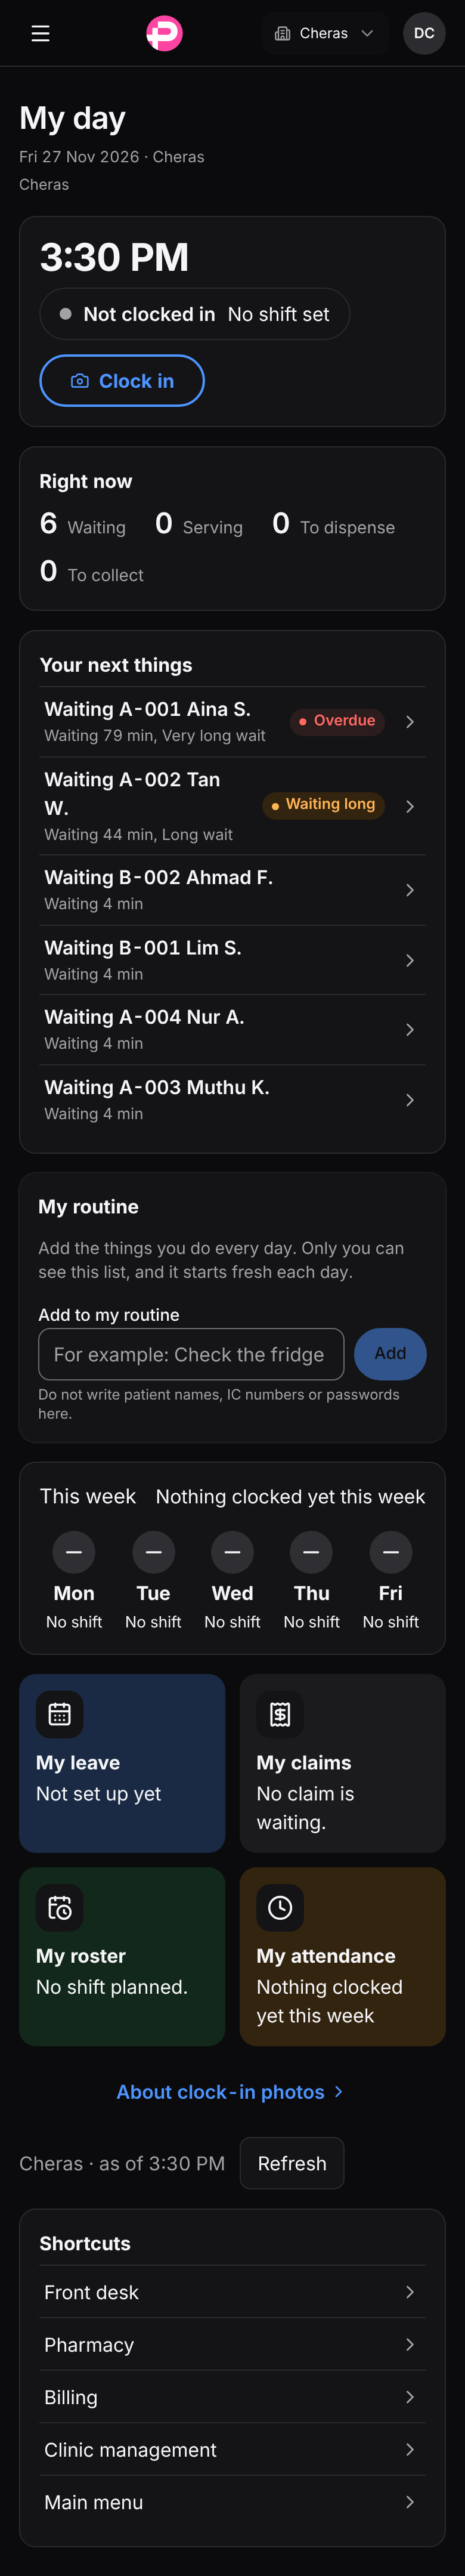 Cheras
DC
My day
Fri 27 Nov 2026 · Cheras
Cheras
3:30 PM
Not clocked in No shift set
Clock in
Right now
6 Waiting 0 Serving 0 To dispense
0 To collect
Your next things
Waiting A-001 Aina S.
Waiting 79 min, Very long wait
Overdue
Waiting A-002 Tan
W.
Waiting 44 min, Long wait
Waiting long
Waiting B-002 Ahmad F.
Waiting 4 min
Waiting B-001 Lim S.
Waiting 4 min
Waiting A-004 Nur A.
Waiting 4 min
Waiting A-003 Muthu K.
Waiting 4 min
My routine
Add the things you do every day. Only you can
see this list, and it starts fresh each day.
Add to my routine
For example: Check the fridge
Add
Do not write patient names, IC numbers or passwords
here.
This week Nothing clocked yet this week
Mon Tue Wed Thu Fri
No shift No shift No shift No shift No shift
My leave
Not set up yet
My claims
No claim is
waiting.
My roster
No shift planned.
My attendance
Nothing clocked
yet this week
About clock-in photos
Cheras · as of 3:30 PM
Refresh
Shortcuts
Front desk
Pharmacy
Billing
Clinic management
Main menu